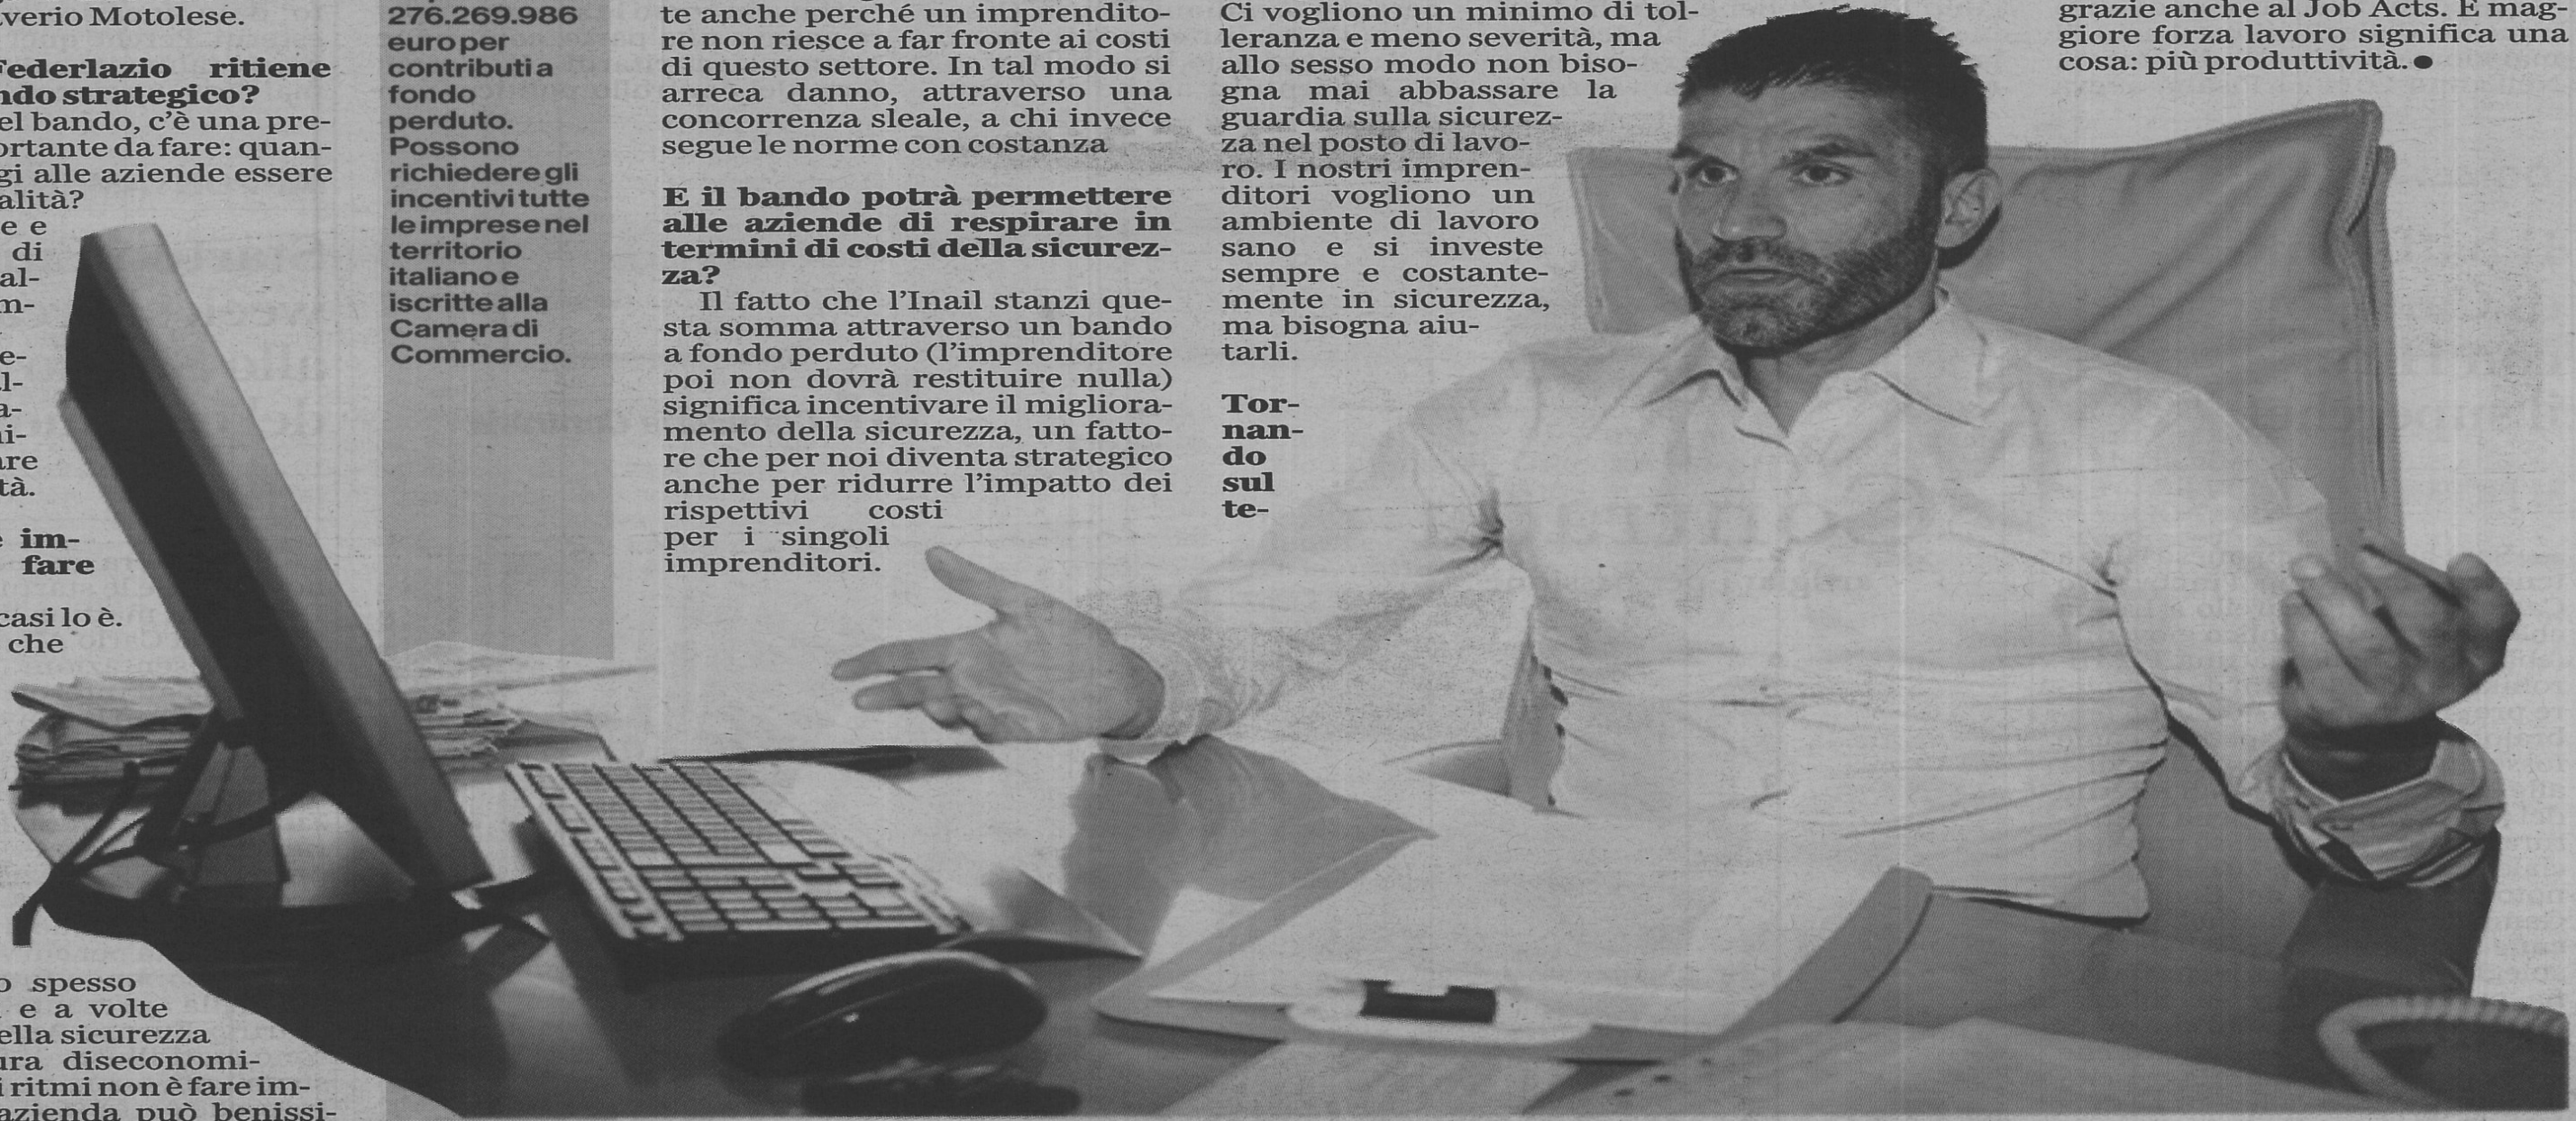 verio Motolese.
Federlazio ritiene
ndo strategico?
el bando, c'è una pre-
ortante da fare: quan-
gi alle aziende essere
alità?
e e
di
al-
m-
e-
l-
a-
ni-
are
tà.
e im-
fare
casi lo è.
che
o spesso
e a volte
ella sicurezza
ura diseconomi-
i ritmi non è fare im-
azienda può benissi-
276.269.986
euro per
contributi a
fondo
perduto.
Possono
richiedere gli
incentivi tutte
le imprese nel
territorio
italiano e
iscritte alla
Camera di
Commercio.
te anche perché un imprendito-
re non riesce a far fronte ai costi
di questo settore. In tal modo si
arreca danno, attraverso una
concorrenza sleale, a chi invece
segue le norme con costanza
E il bando potrà permettere
alle aziende di respirare in
termini di costi della sicurez-
za?
Il fatto che l'Inail stanzi que-
sta somma attraverso un bando
a fondo perduto (l'imprenditore
poi non dovrà restituire nulla)
significa incentivare il migliora-
mento della sicurezza, un fatto-
re che per noi diventa strategico
anche per ridurre l'impatto dei
rispettivi costi
per i singoli
imprenditori.
Ci vogliono un minimo di tol-
leranza e meno severità, ma
allo sesso modo non biso-
gna mai abbassare la
guardia sulla sicurez-
za nel posto di lavo-
ro. I nostri impren-
ditori vogliono un
ambiente di lavoro
sano e si investe
sempre e costante-
mente in sicurezza,
ma bisogna aiu-
tarli.
Tor-
nan-
do
sul
te-
grazie anche al Job Acts. E mag-
giore forza lavoro significa una
cosa: più produttività.●